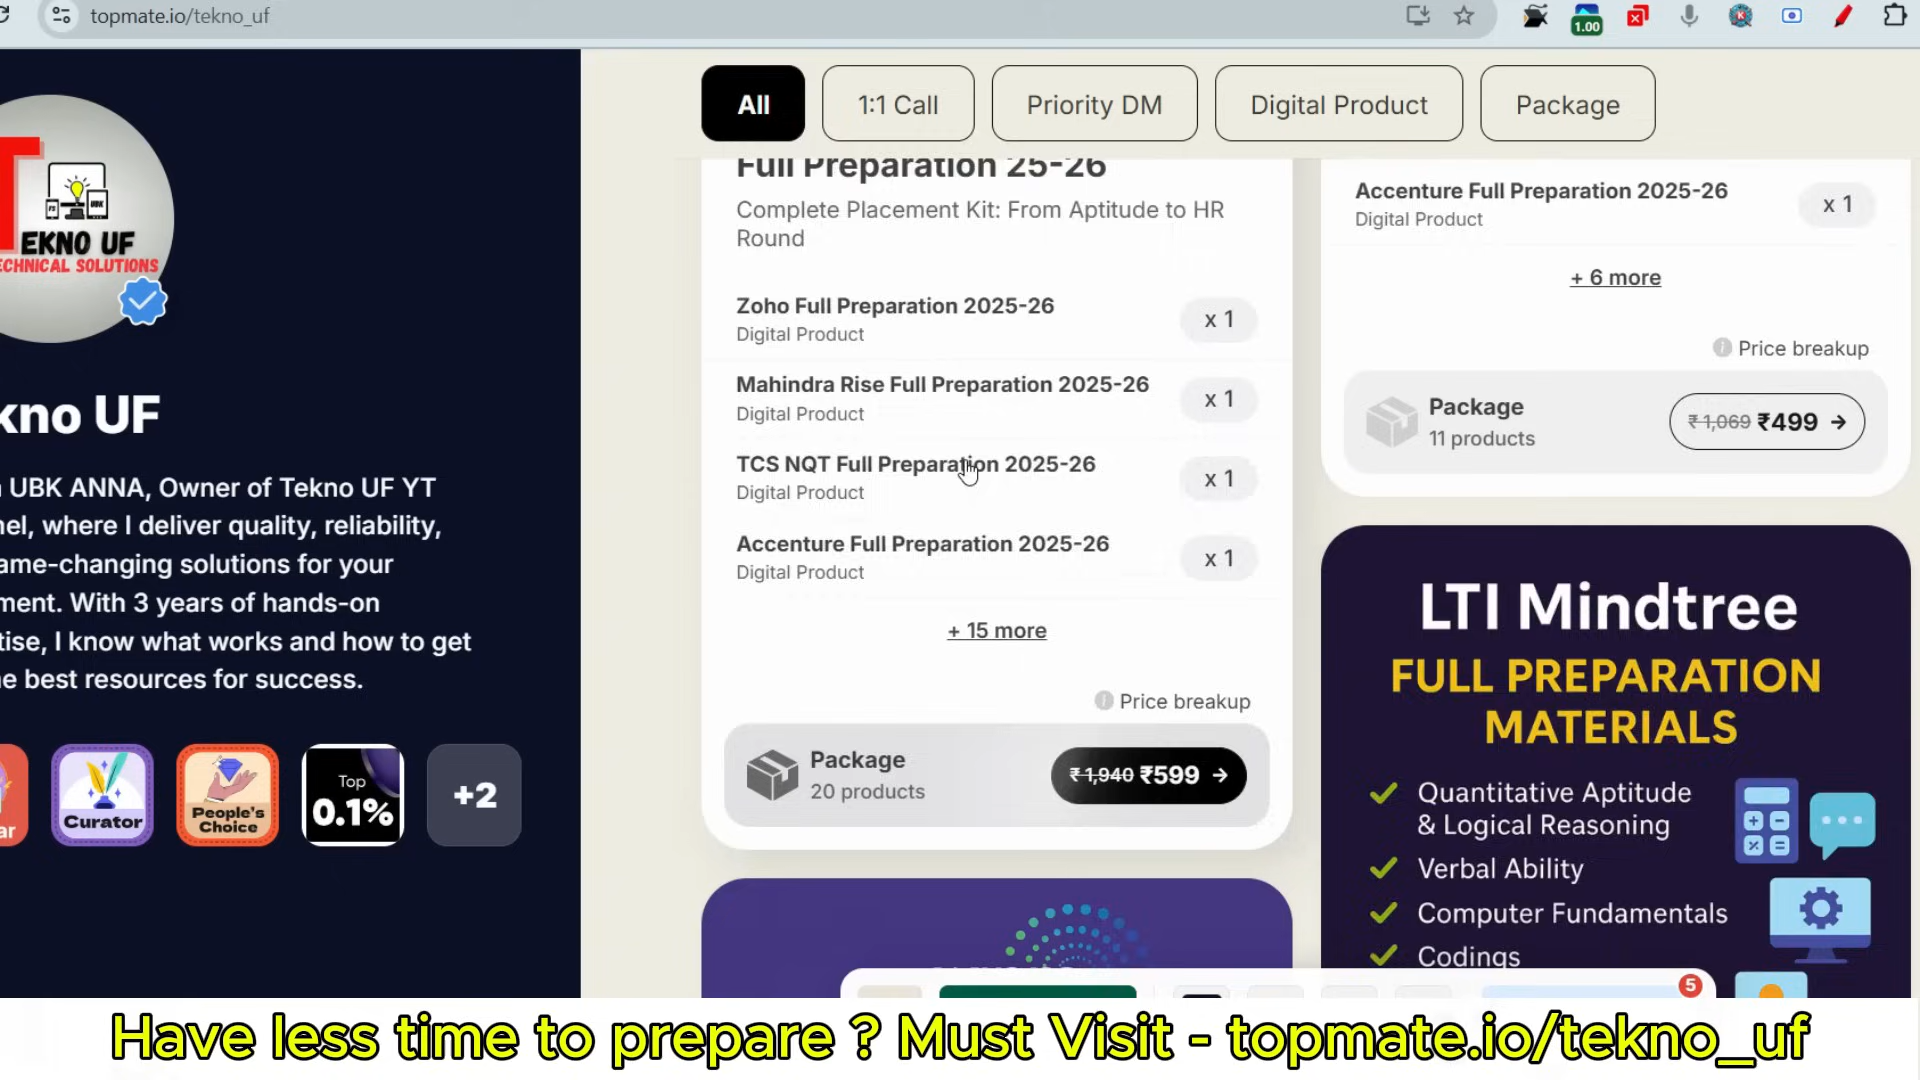 topmate.io/tekno_uf
1.00
All
1:1 Call
Priority DM
Digital Product
Package
EKNO UF
ECHNICAL SOLUTIONS
kno UF
UBK ANNA, Owner of Tekno UF YT
nel, where I deliver quality, reliability,
ame-changing solutions for your
ment. With 3 years of hands-on
tise, I know what works and how to get
e best resources for success.
ar
Curator
People's
Choice
Top
0.1%
+2
Full Preparation 25-26
Complete Placement Kit: From Aptitude to HR
Round
Zoho Full Preparation 2025-26
Digital Product
x 1
Mahindra Rise Full Preparation 2025-26
Digital Product
x 1
TCS NQT Full Preparation 2025-26
Digital Product
x 1
Accenture Full Preparation 2025-26
Digital Product
x 1
+ 15 more
Price breakup
Package
20 products
₹1,940 ₹599 →
Accenture Full Preparation 2025-26
Digital Product
x 1
+ 6 more
Price breakup
Package
11 products
₹1,069 ₹499 →
LTI Mindtree
FULL PREPARATION
MATERIALS
Quantitative Aptitude
& Logical Reasoning
Verbal Ability
Computer Fundamentals
Codings
5
Have less time to prepare ? Must Visit - topmate.io/tekno_uf